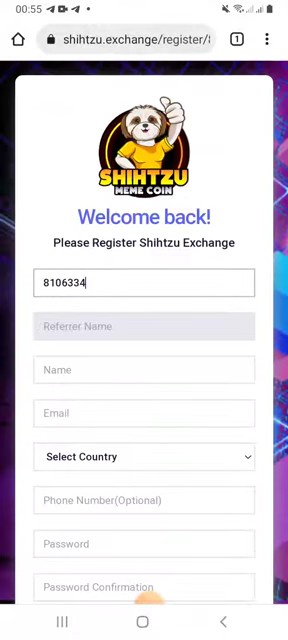 00:55
shihtzu.exchange/register/8
1
SHIHTZU
MEME COIN
Welcome back!
Please Register Shihtzu Exchange
8106334
Referrer Name
Name
Email
Select Country
Phone Number(Optional)
Password
Password Confirmation